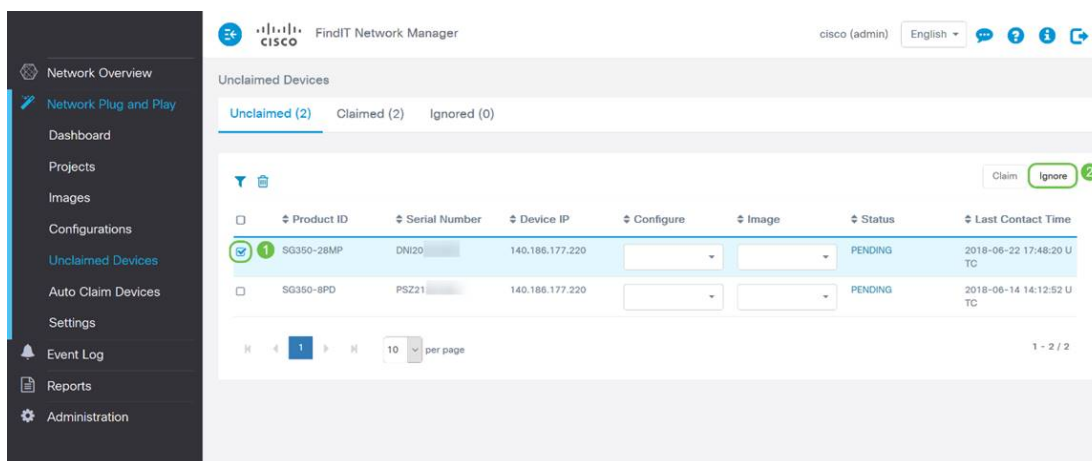 CISCO FindIT Network Manager cisco (admin) English
Network Overview
Unclaimed Devices
Network Plug and Play
Unclaimed (2) Claimed (2) Ignored (0)
Dashboard
Projects
Images
Configurations
Unclaimed Devices
Auto Claim Devices
Settings
Event Log
Reports
Administration
Claim Ignore 2
Product ID Serial Number Device IP Configure Image Status Last Contact Time
1 SG350-28MP DNI20 140.186.177.220 PENDING 2018-06-22 17:48:20 U
TC
SG350-8PD PSZ21 140.186.177.220 PENDING 2018-06-14 14:12:52 U
TC
1 10 per page 1 - 2 / 2